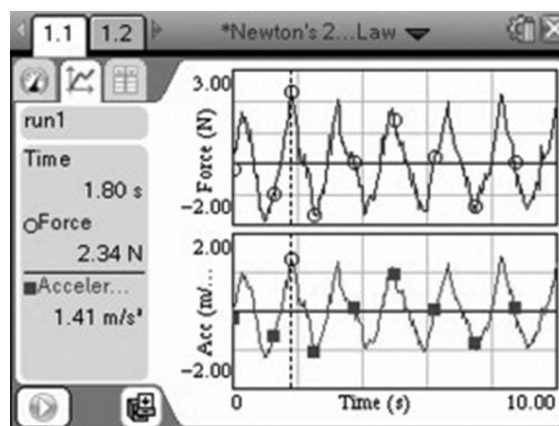 1.1 1.2 *Newton's 2...Law
run1
Time
1.80 s
Force
2.34 N
Acceler...
1.41 m/s²
3.00
Force (N)
-2.00
2.00
Acc (m/...
-2.00
0 Time (s) 10.00